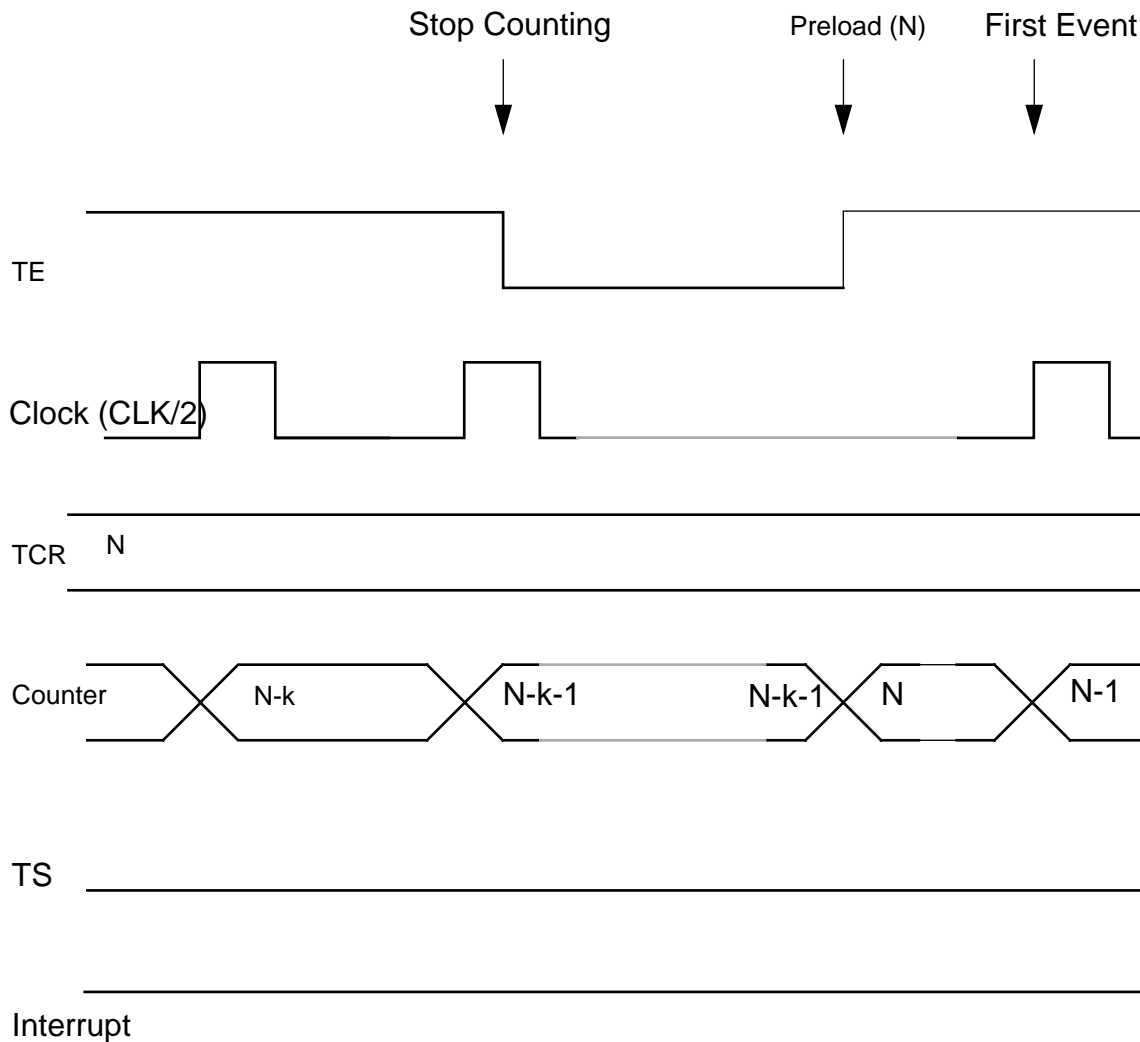 Stop Counting Preload (N) First Event
TE
Clock (CLK/2)
TCR N
Counter N-k N-k-1 N-k-1 N N-1
TS
Interrupt